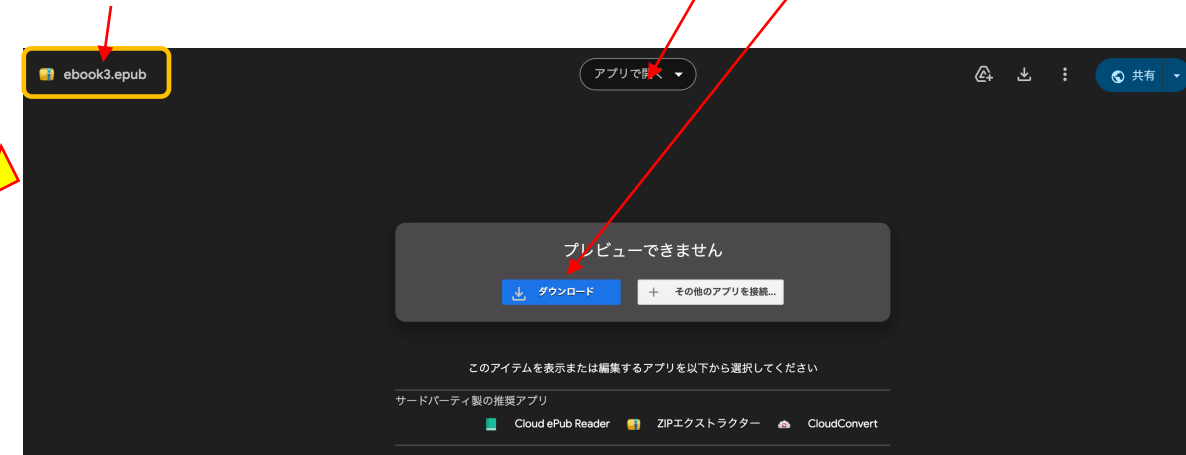 ebook3.epub
アプリで開く
共有
プレビューできません
ダウンロード
その他のアプリを接続...
このアイテムを表示または編集するアプリを以下から選択してください
サードパーティ製の推奨アプリ
Cloud ePub Reader ZIPエクストラクター CloudConvert